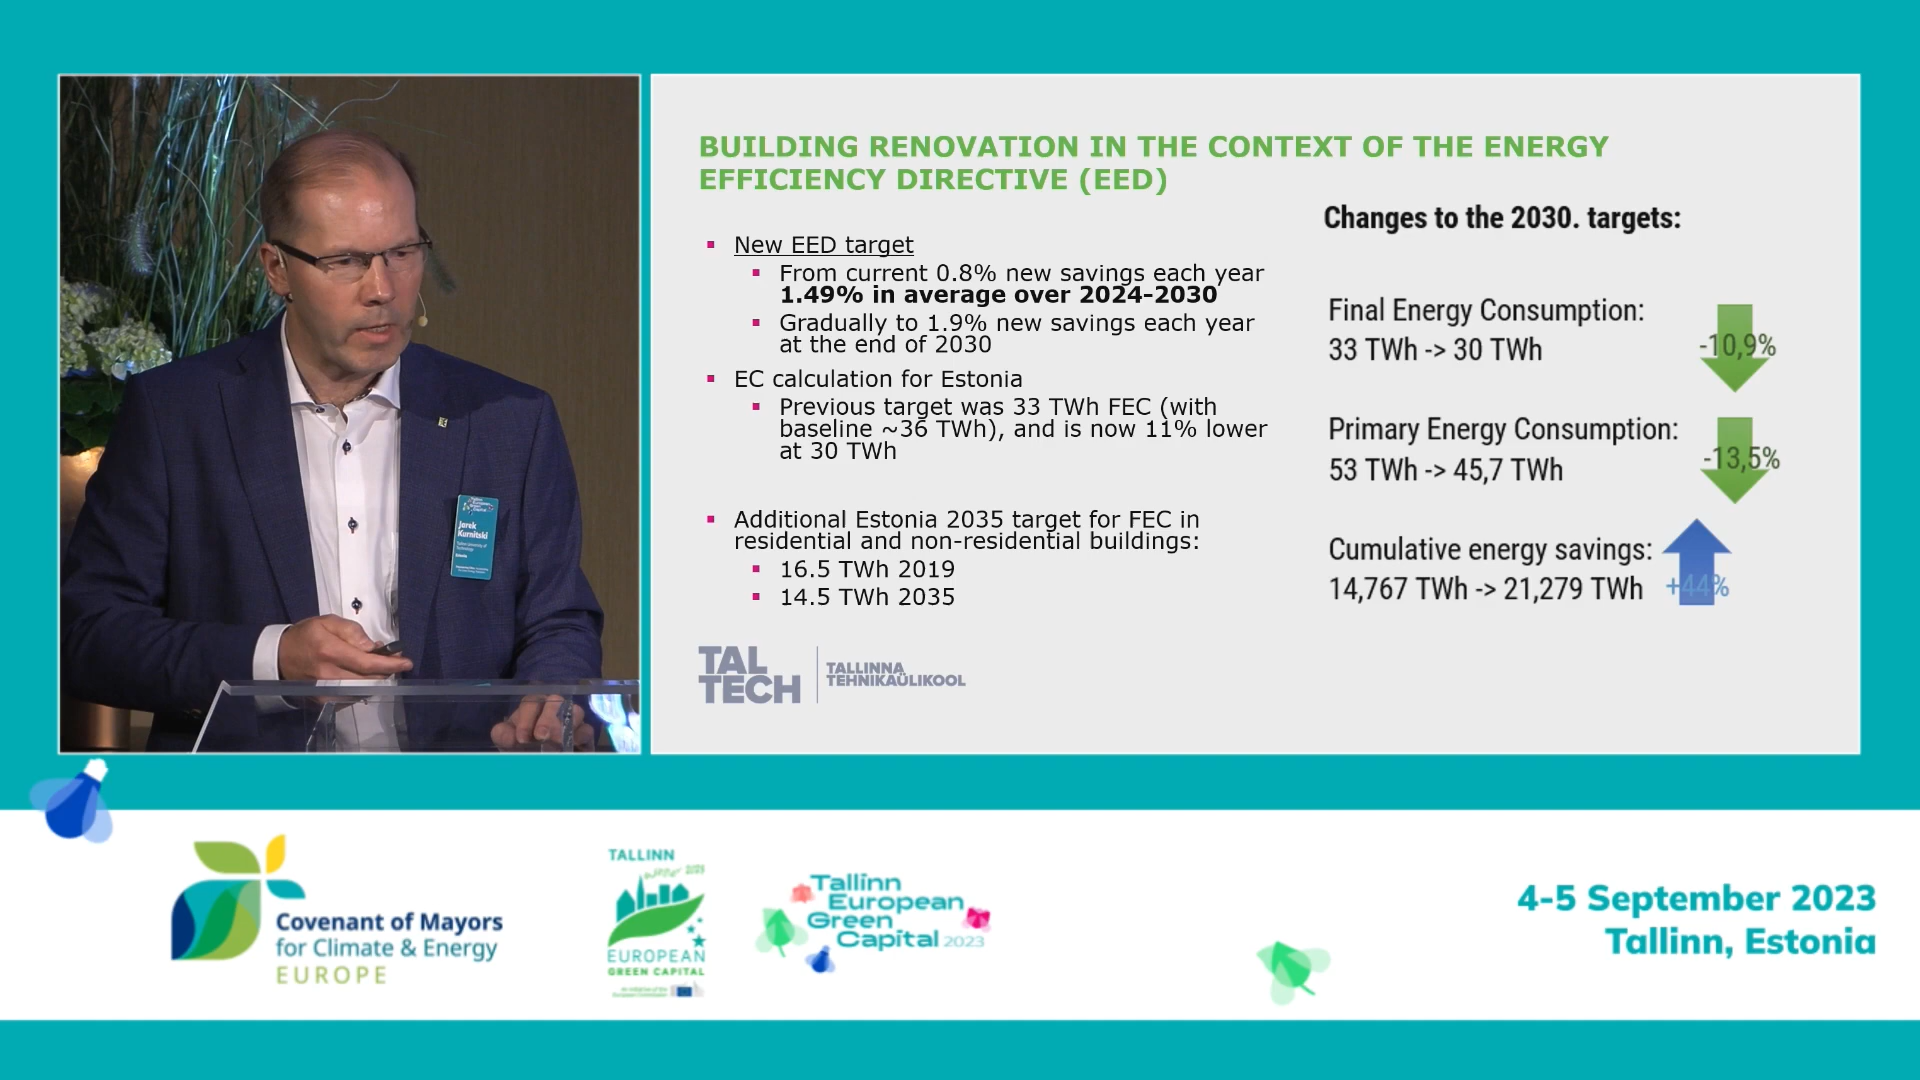 BUILDING RENOVATION IN THE CONTEXT OF THE ENERGY
EFFICIENCY DIRECTIVE (EED)
New EED target
From current 0.8% new savings each year
1.49% in average over 2024-2030
Gradually to 1.9% new savings each year
at the end of 2030
EC calculation for Estonia
Previous target was 33 TWh FEC (with
baseline ~36 TWh), and is now 11% lower
at 30 TWh
Additional Estonia 2035 target for FEC in
residential and non-residential buildings:
16.5 TWh 2019
14.5 TWh 2035
Changes to the 2030. targets:
Final Energy Consumption:
33 TWh -> 30 TWh
-10,9%
Primary Energy Consumption:
53 TWh -> 45,7 TWh
-13,5%
Cumulative energy savings:
14,767 TWh -> 21,279 TWh
+44%
TAL
TECH
TALLINNA
TEHNIKAÜLIKOOL
Jarek
Kurnitski
Covenant of Mayors
for Climate & Energy
EUROPE
TALLINN
EUROPEAN
GREEN CAPITAL
Tallinn
European
Green
Capital 2023
4-5 September 2023
Tallinn, Estonia